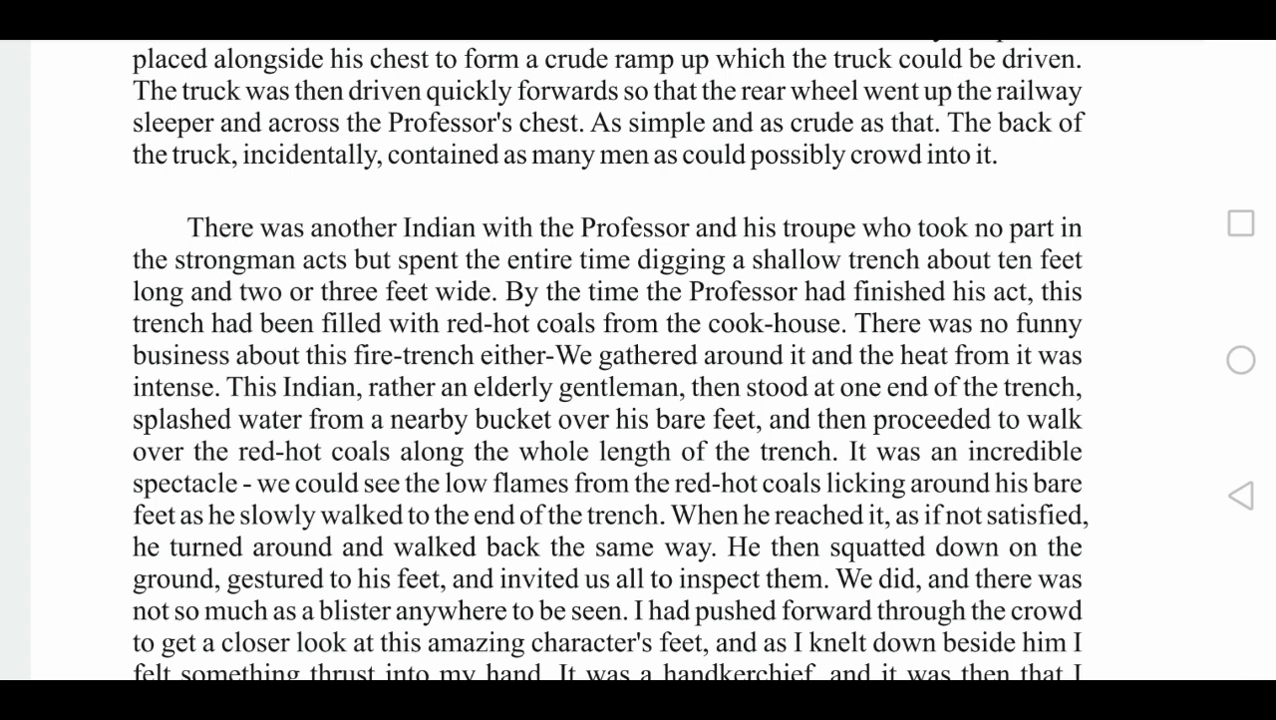 placed alongside his chest to form a crude ramp up which the truck could be driven.
The truck was then driven quickly forwards so that the rear wheel went up the railway
sleeper and across the Professor's chest. As simple and as crude as that. The back of
the truck, incidentally, contained as many men as could possibly crowd into it.
There was another Indian with the Professor and his troupe who took no part in
the strongman acts but spent the entire time digging a shallow trench about ten feet
long and two or three feet wide. By the time the Professor had finished his act, this
trench had been filled with red-hot coals from the cook-house. There was no funny
business about this fire-trench either-We gathered around it and the heat from it was
intense. This Indian, rather an elderly gentleman, then stood at one end of the trench,
splashed water from a nearby bucket over his bare feet, and then proceeded to walk
over the red-hot coals along the whole length of the trench. It was an incredible
spectacle - we could see the low flames from the red-hot coals licking around his bare
feet as he slowly walked to the end of the trench. When he reached it, as if not satisfied,
he turned around and walked back the same way. He then squatted down on the
ground, gestured to his feet, and invited us all to inspect them. We did, and there was
not so much as a blister anywhere to be seen. I had pushed forward through the crowd
to get a closer look at this amazing character's feet, and as I knelt down beside him I
felt something thrust into my hand. It was a handkerchief, and it was then that I